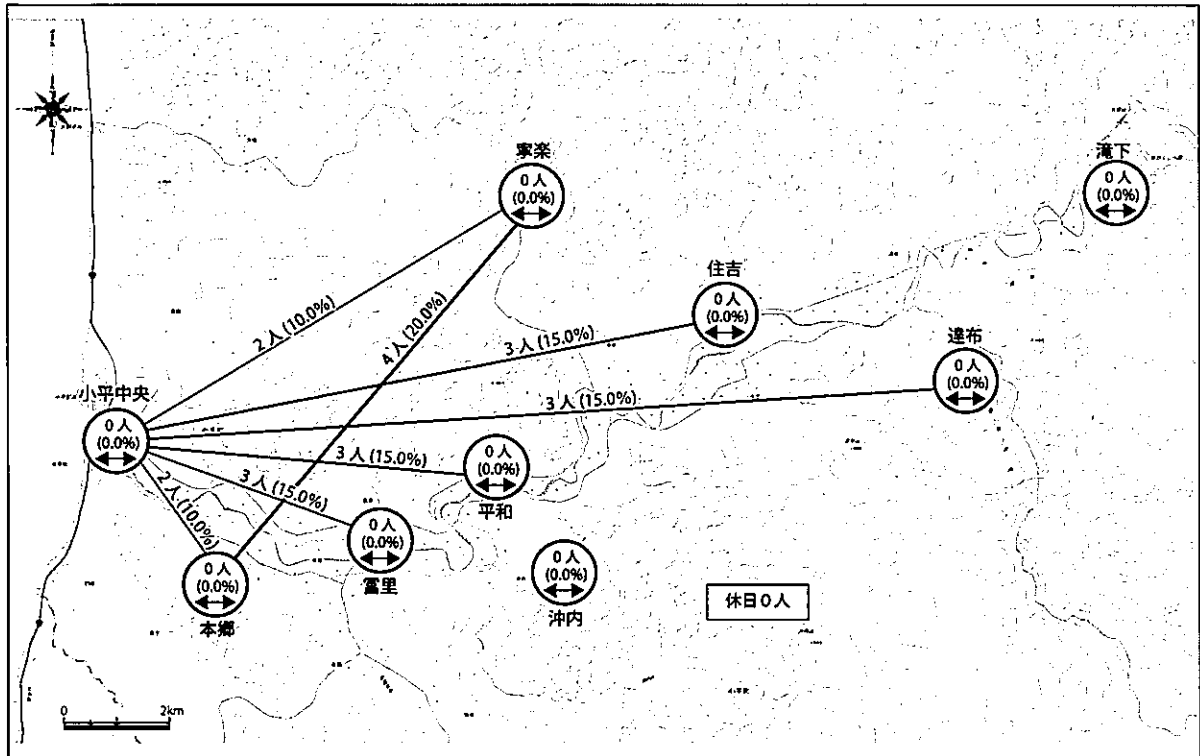 寧楽
0人
(0.0%)
滝下
0人
(0.0%)
住吉
0人
(0.0%)
達布
0人
(0.0%)
小平中央
0人
(0.0%)
2人(10.0%)
4人(20.0%)
3人(15.0%)
3人(15.0%)
3人(15.0%)
3人(15.0%)
2人(10.0%)
0人
(0.0%)
平和
0人
(0.0%)
冨里
0人
(0.0%)
沖内
0人
(0.0%)
本郷
休日0人
0
2km